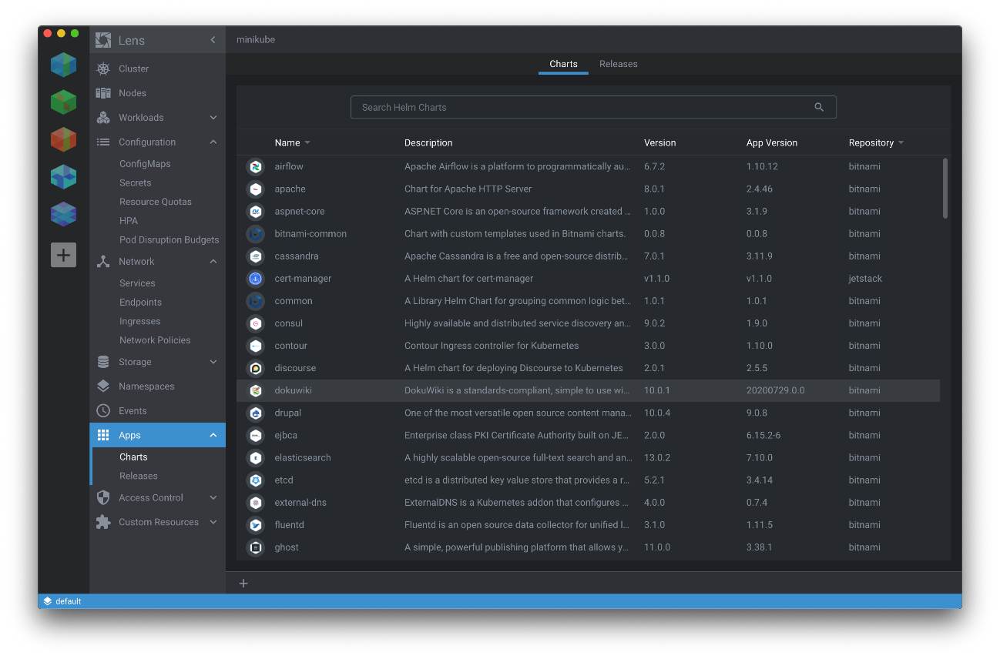 Lens
minikube
Cluster
Nodes
Workloads
Configuration
ConfigMaps
Secrets
Resource Quotas
HPA
Pod Disruption Budgets
Network
Services
Endpoints
Ingresses
Network Policies
Storage
Namespaces
Events
Apps
Charts
Releases
Access Control
Custom Resources
Charts Releases
Search Helm Charts
Name Description Version App Version Repository
airflow Apache Airflow is a platform to programmatically au... 6.7.2 1.10.12 bitnami
apache Chart for Apache HTTP Server 8.0.1 2.4.46 bitnami
aspnet-core ASP.NET Core is an open-source framework created ... 1.0.0 3.1.9 bitnami
bitnami-common Chart with custom templates used in Bitnami charts. 0.0.8 0.0.8 bitnami
cassandra Apache Cassandra is a free and open-source distrib... 7.0.1 3.11.9 bitnami
cert-manager A Helm chart for cert-manager v1.1.0 v1.1.0 jetstack
common A Library Helm Chart for grouping common logic bet... 1.0.1 1.0.1 bitnami
consul Highly available and distributed service discovery an... 9.0.2 1.9.0 bitnami
contour Contour Ingress controller for Kubernetes 3.0.0 1.10.0 bitnami
discourse A Helm chart for deploying Discourse to Kubernetes 2.0.1 2.5.5 bitnami
dokuwiki DokuWiki is a standards-compliant, simple to use wi... 10.0.1 20200729.0.0 bitnami
drupal One of the most versatile open source content mana... 10.0.4 9.0.8 bitnami
ejbca Enterprise class PKI Certificate Authority built on JE... 2.0.0 6.15.2-6 bitnami
elasticsearch A highly scalable open-source full-text search and an... 13.0.2 7.10.0 bitnami
etcd etcd is a distributed key value store that provides a r... 5.2.1 3.4.14 bitnami
external-dns ExternalDNS is a Kubernetes addon that configures ... 4.0.0 0.7.4 bitnami
fluentd Fluentd is an open source data collector for unified l... 3.1.0 1.11.5 bitnami
ghost A simple, powerful publishing platform that allows y... 11.0.0 3.38.1 bitnami
default